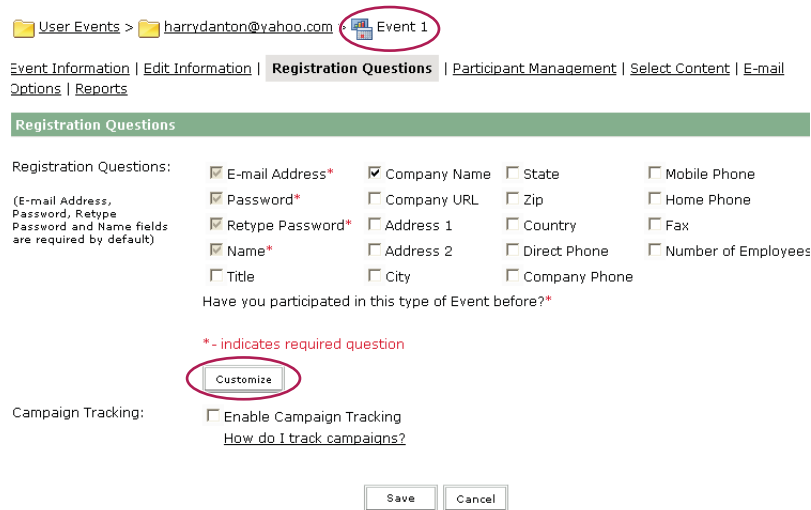 User Events > harrydanton@yahoo.com > Event 1
Event Information | Edit Information | Registration Questions | Participant Management | Select Content | E-mail
Options | Reports
Registration Questions
Registration Questions:
(E-mail Address,
Password, Retype
Password and Name fields
are required by default)
E-mail Address* Company Name State Mobile Phone
Password* Company URL Zip Home Phone
Retype Password* Address 1 Country Fax
Name* Address 2 Direct Phone Number of Employees
Title City Company Phone
Have you participated in this type of Event before?*
*- indicates required question
Customize
Campaign Tracking: Enable Campaign Tracking
How do I track campaigns?
Save Cancel